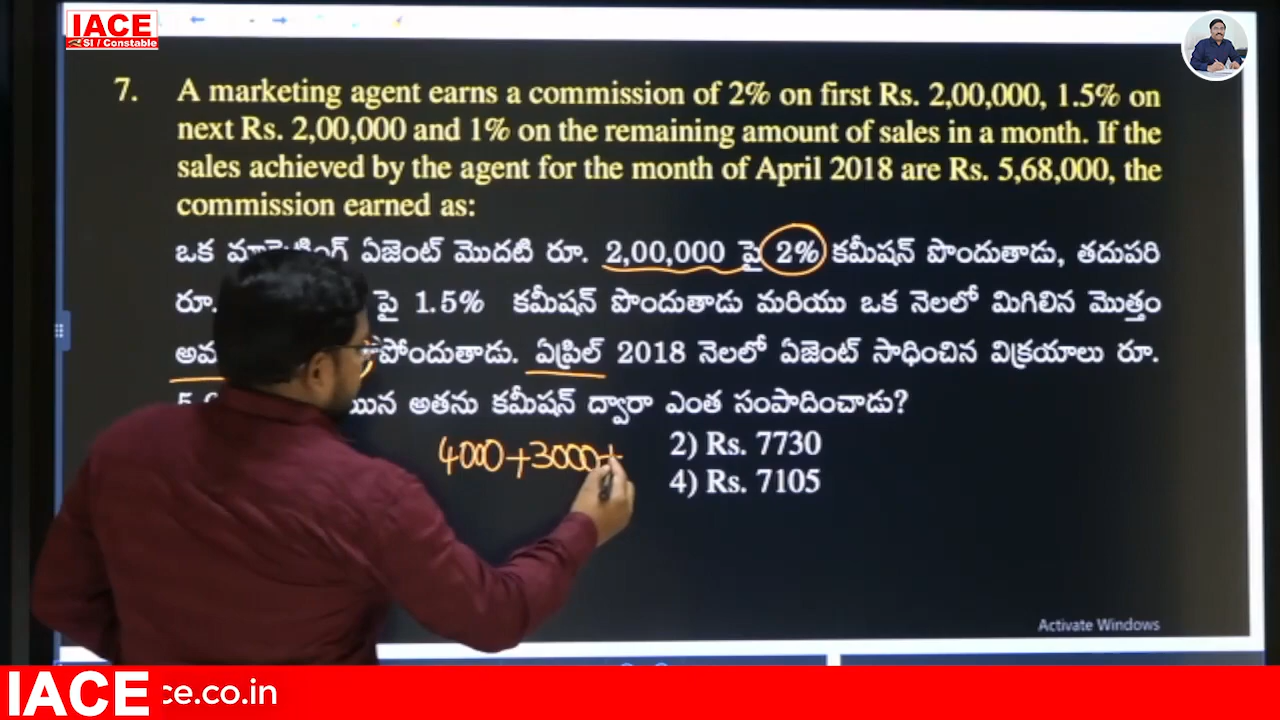 IACE
SI / Constable
7. A marketing agent earns a commission of 2% on first Rs. 2,00,000, 1.5% on
next Rs. 2,00,000 and 1% on the remaining amount of sales in a month. If the
sales achieved by the agent for the month of April 2018 are Rs. 5,68,000, the
commission earned as:
ఒక మార్కెటింగ్ ఏజెంట్ మొదటి రూ. 2,00,000 పై 2% కమీషన్ పొందుతాడు, తదుపరి
రూ. పై 1.5% కమీషన్ పొందుతాడు మరియు ఒక నెలలో మిగిలిన మొత్తం
పోందుతాడు. ఏప్రిల్ 2018 నెలలో ఏజెంట్ సాధించిన విక్రయాలు రూ.
అతను కమీషన్ ద్వారా ఎంత సంపాదించాడు?
4000+3000+
2) Rs. 7730
4) Rs. 7105
Activate Windows
IACE ce.co.in